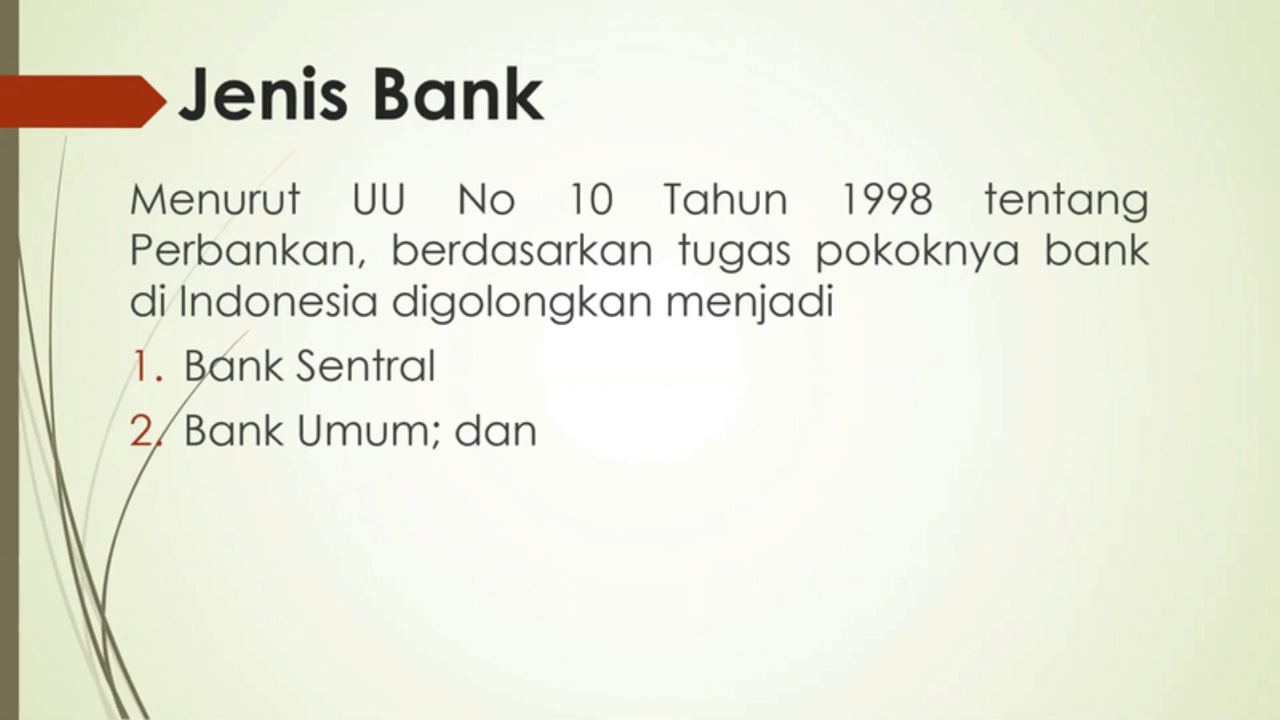 Jenis Bank
Menurut UU No 10 Tahun 1998 tentang
Perbankan, berdasarkan tugas pokoknya bank
di Indonesia digolongkan menjadi
1. Bank Sentral
2. Bank Umum; dan